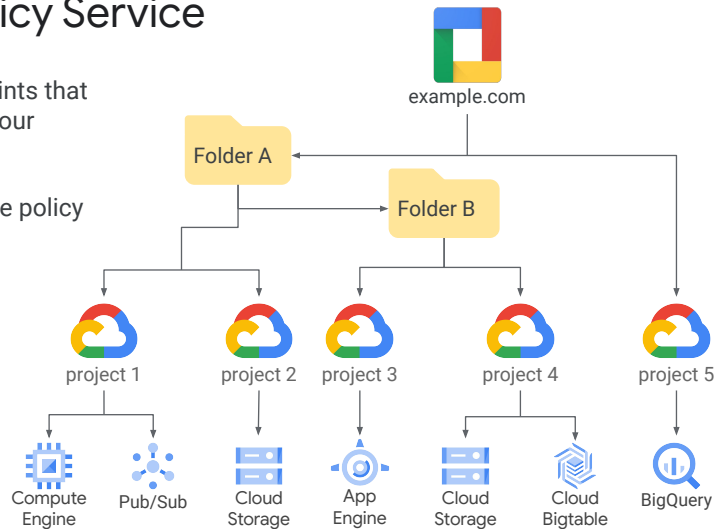 icy Service
ints that
our
e policy
example.com
Folder A
Folder B
project 1
project 2
project 3
project 4
project 5
Compute
Engine
Pub/Sub
Cloud
Storage
App
Engine
Cloud
Storage
Cloud
Bigtable
BigQuery